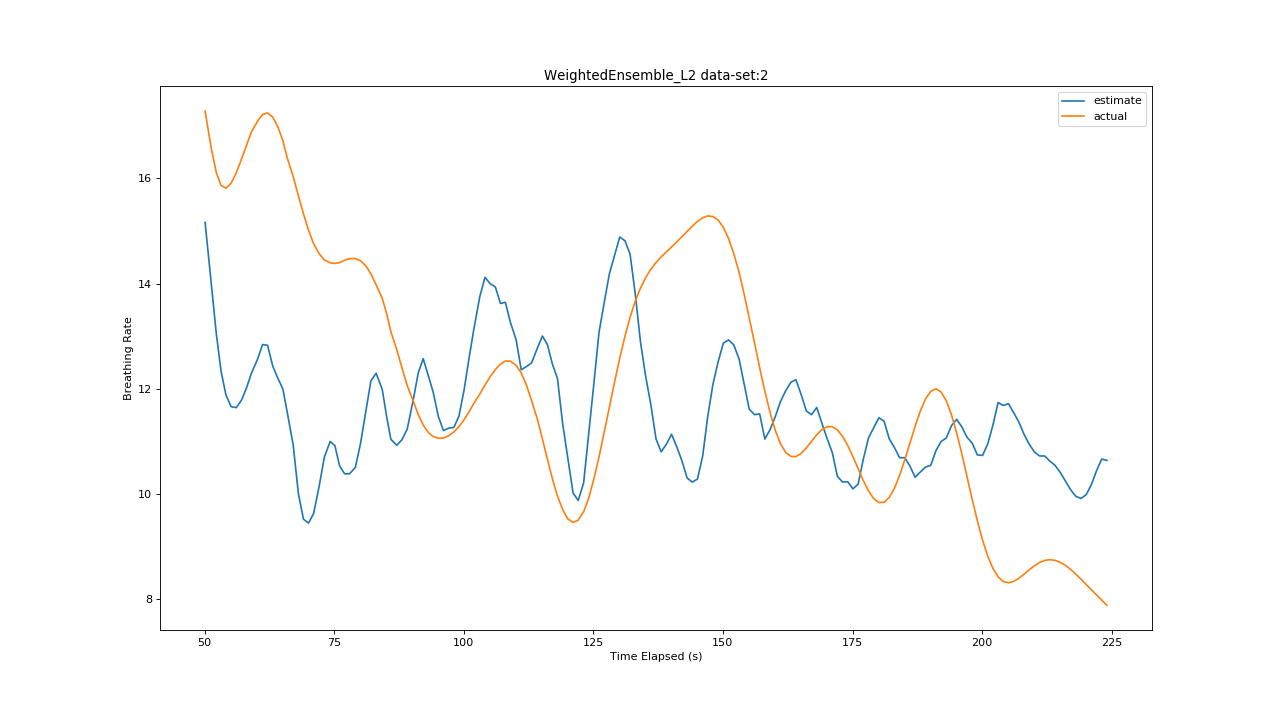 WeightedEnsemble_L2 data-set:2
estimate
actual
Breathing Rate
16
14
12
10
8
50 75 100 125 150 175 200 225
Time Elapsed (s)